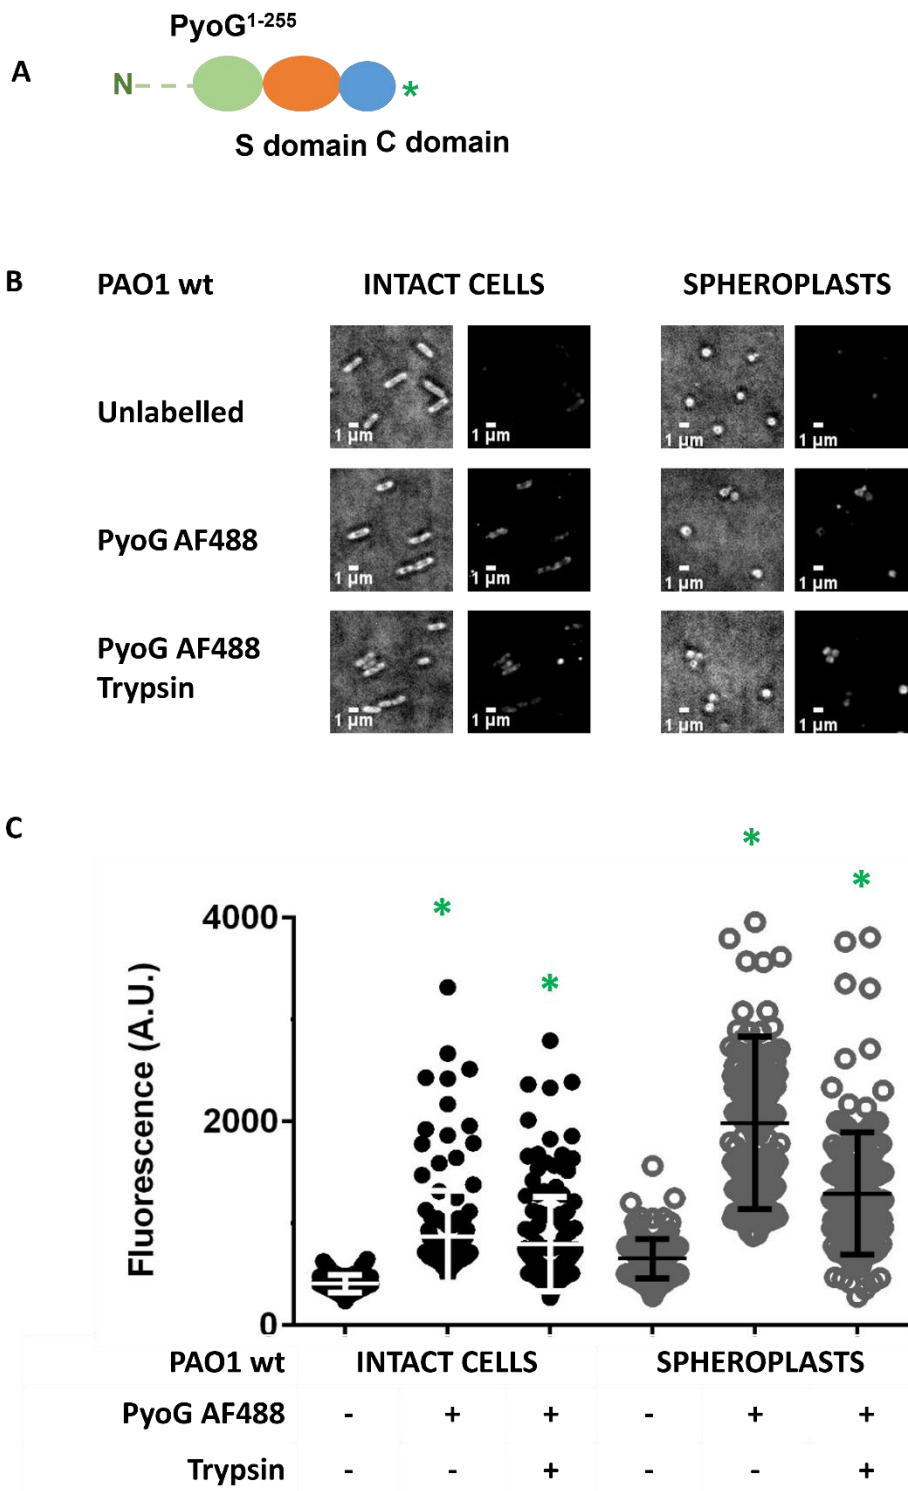 PyoG1-255
A
N
*
S domain C domain
B
PAO1 wt INTACT CELLS SPHEROPLASTS
Unlabelled
1 µm 1 µm 1 µm 1 µm
PyoG AF488
1 µm 1 µm 1 µm 1 µm
PyoG AF488
Trypsin
1 µm 1 µm 1 µm 1 µm
C
* * * *
Fluorescence (A.U.)
4000
2000
0
PAO1 wt INTACT CELLS SPHEROPLASTS
PyoG AF488 - + + - + +
Trypsin - - + - - +